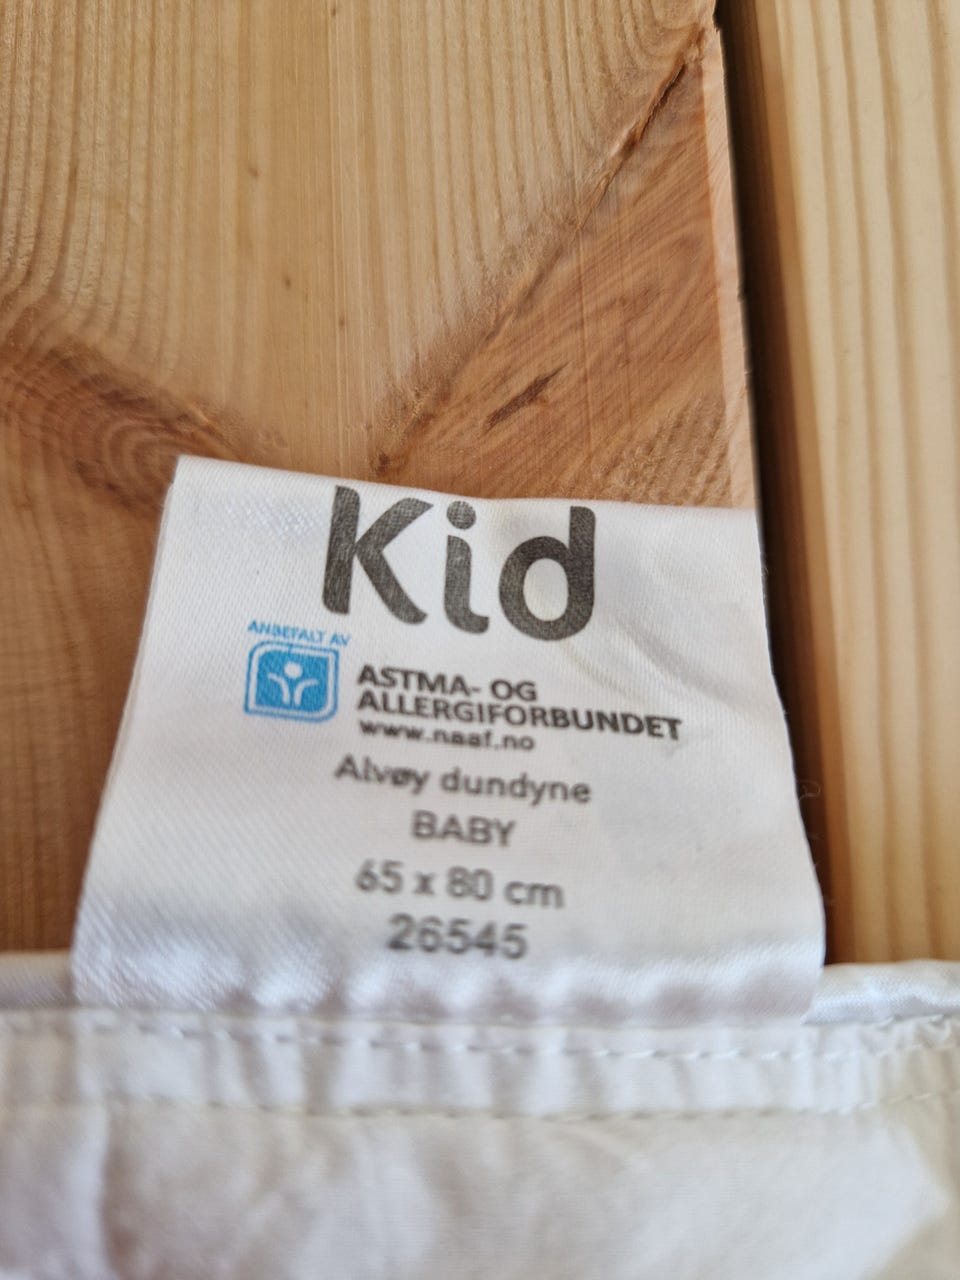 Kid
ANBEFALT AV
ASTMA- OG
ALLERGIFORBUNDET
www.naaf.no
Alvøy dundyne
BABY
65 x 80 cm
26545